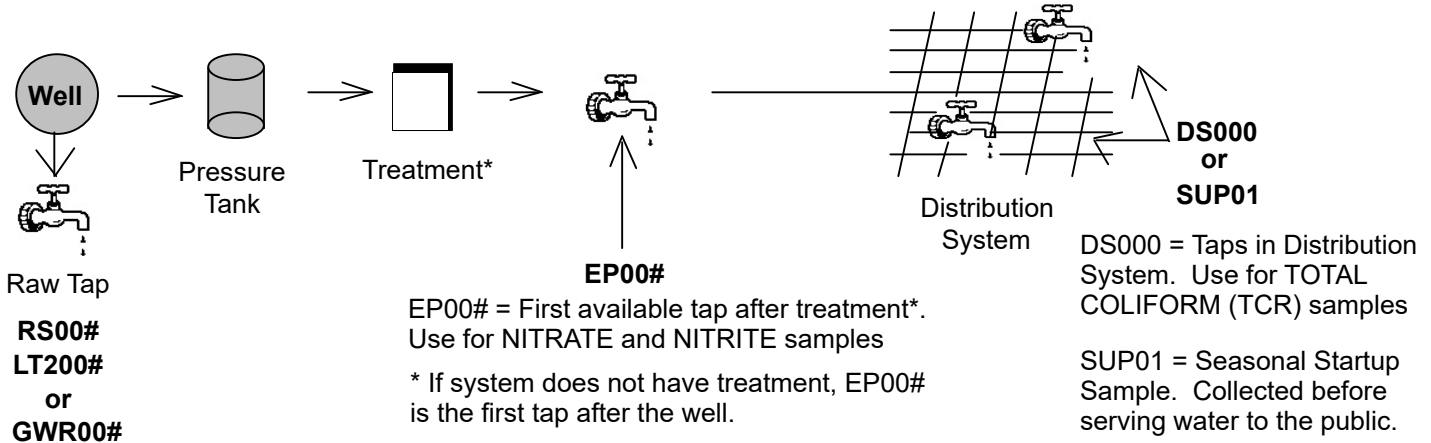 Well
Pressure
Tank
Treatment*
Raw Tap
RS00#
LT200#
or
GWR00#
EP00#
EP00# = First available tap after treatment*.
Use for NITRATE and NITRITE samples
* If system does not have treatment, EP00#
is the first tap after the well.
Distribution
System
DS000
or
SUP01
DS000 = Taps in Distribution
System. Use for TOTAL
COLIFORM (TCR) samples
SUP01 = Seasonal Startup
Sample. Collected before
serving water to the public.